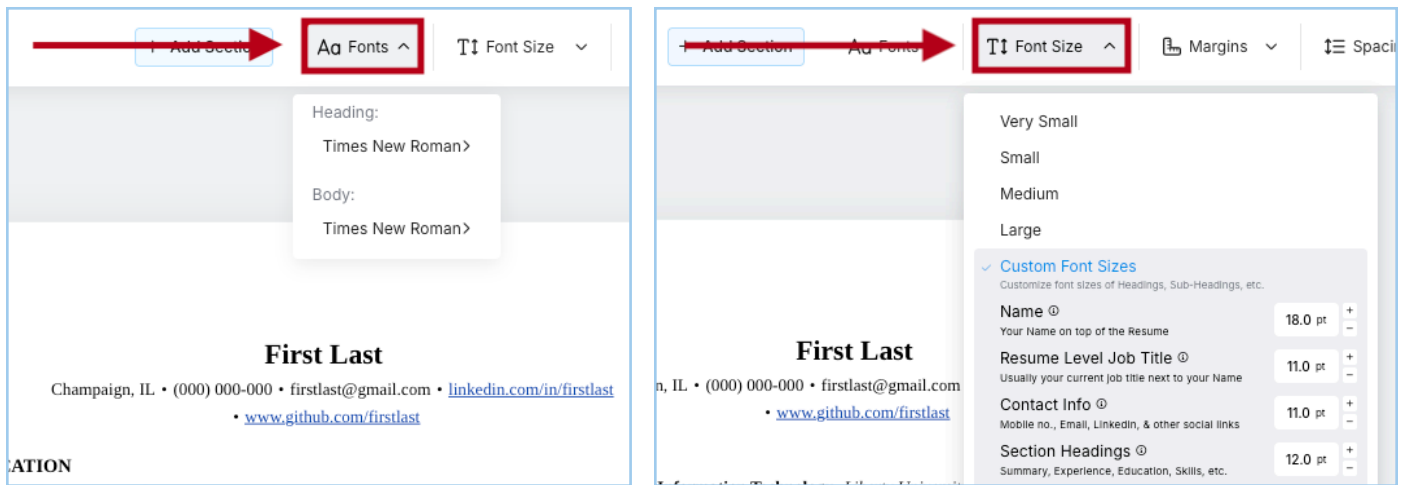 + Add Section Aa Fonts Font Size
Heading:
Times New Roman>
Body:
Times New Roman>
First Last
Champaign, IL • (000) 000-000 • firstlast@gmail.com • linkedin.com/in/firstlast
• www.github.com/firstlast
CATION
+ Add Section Aa Fonts Font Size Margins Spaci
Very Small
Small
Medium
Large
Custom Font Sizes
Customize font sizes of Headings, Sub-Headings, etc.
Name
Your Name on top of the Resume
18.0 pt + −
Resume Level Job Title
Usually your current job title next to your Name
11.0 pt + −
Contact Info
Mobile no., Email, LinkedIn, & other social links
11.0 pt + −
Section Headings
Summary, Experience, Education, Skills, etc.
12.0 pt + −
First Last
n, IL • (000) 000-000 • firstlast@gmail.com
• www.github.com/firstlast